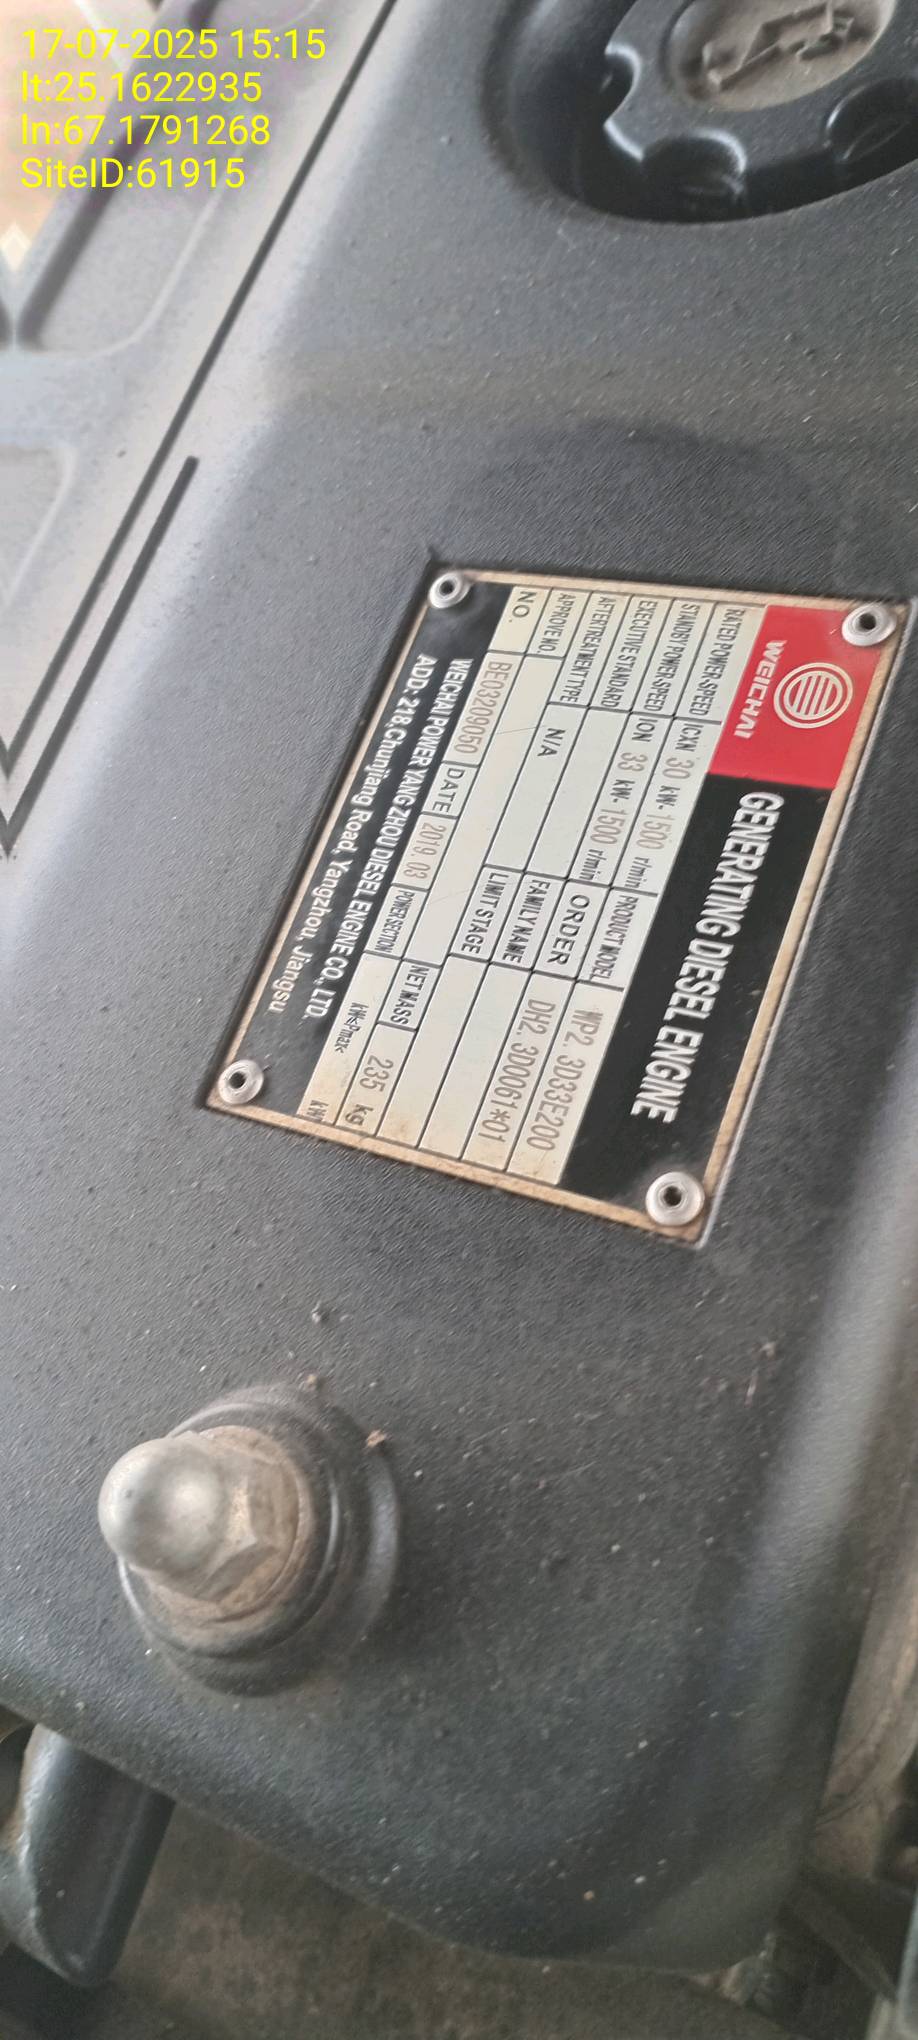 17-07-2025 15:15
lt:25.1622935
ln:67.1791268
SiteID:61915
WEICHAI
GENERATING DIESEL ENGINE
RATED POWER-SPEED ICXN 30 kW- 1500 r/min PRODUCT MODEL WP2. 3D33E200
STANDBY POWER-SPEED ION 33 kW- 1500 r/min ORDER DH2. 3D0061*01
EXECUTIVE STANDARD FAMILY NAME
AFTERTREATMENT TYPE N/A LIMIT STAGE
APPROVE NO. NET MASS 235 kg
NO. BE03209050 DATE 2019. 03 POWER SECTION kW≤Pmax< kW
WEICHAI POWER YANGZHOU DIESEL ENGINE CO., LTD.
ADD: 218,Chunjiang Road, Yangzhou, Jiangsu